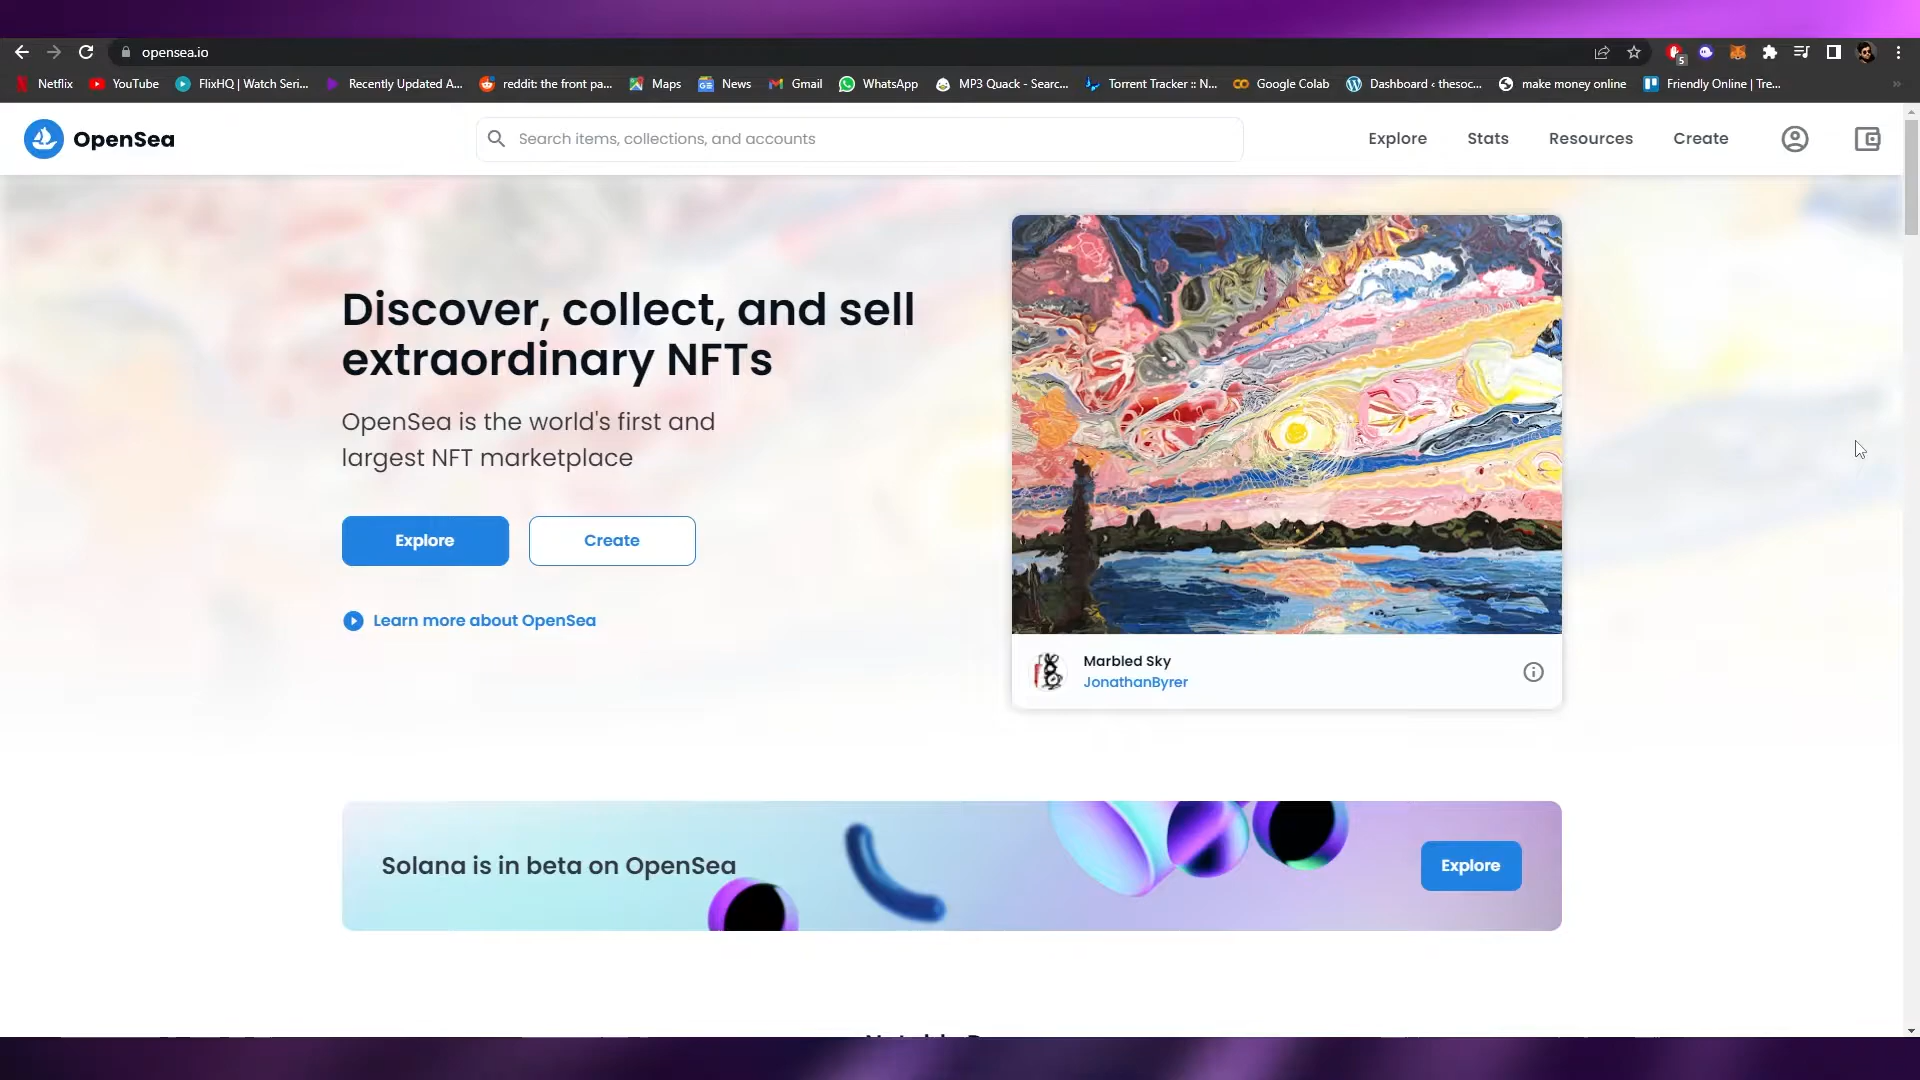 opensea.io
5
Netflix
YouTube
FlixHQ | Watch Seri...
Recently Updated A...
reddit: the front pa...
Maps
News
Gmail
WhatsApp
MP3 Quack - Searc...
Torrent Tracker :: N...
Google Colab
Dashboard ‹ thesoc...
make money online
Friendly Online | Tre...
OpenSea
Search items, collections, and accounts
Explore
Stats
Resources
Create
Discover, collect, and sell
extraordinary NFTs
OpenSea is the world's first and
largest NFT marketplace
Explore
Create
Learn more about OpenSea
Marbled Sky
JonathanByrer
Solana is in beta on OpenSea
Explore